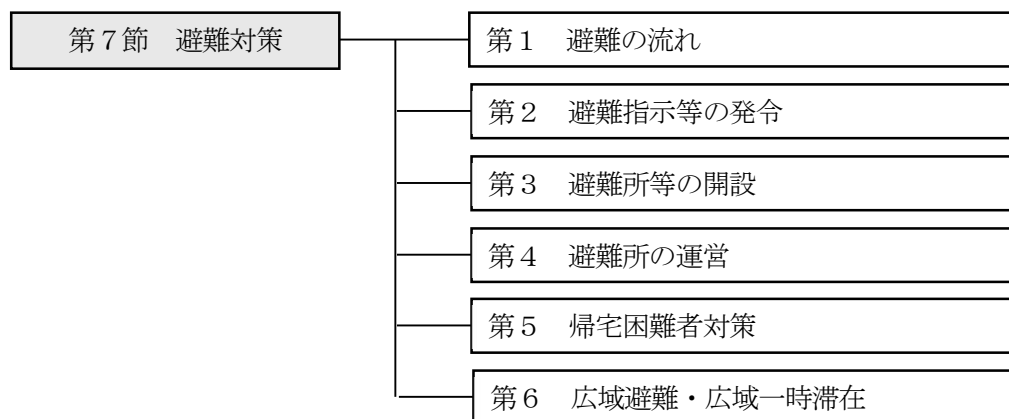 第７節　避難対策
第１　避難の流れ
第２　避難指示等の発令
第３　避難所等の開設
第４　避難所の運営
第５　帰宅困難者対策
第６　広域避難・広域一時滞在